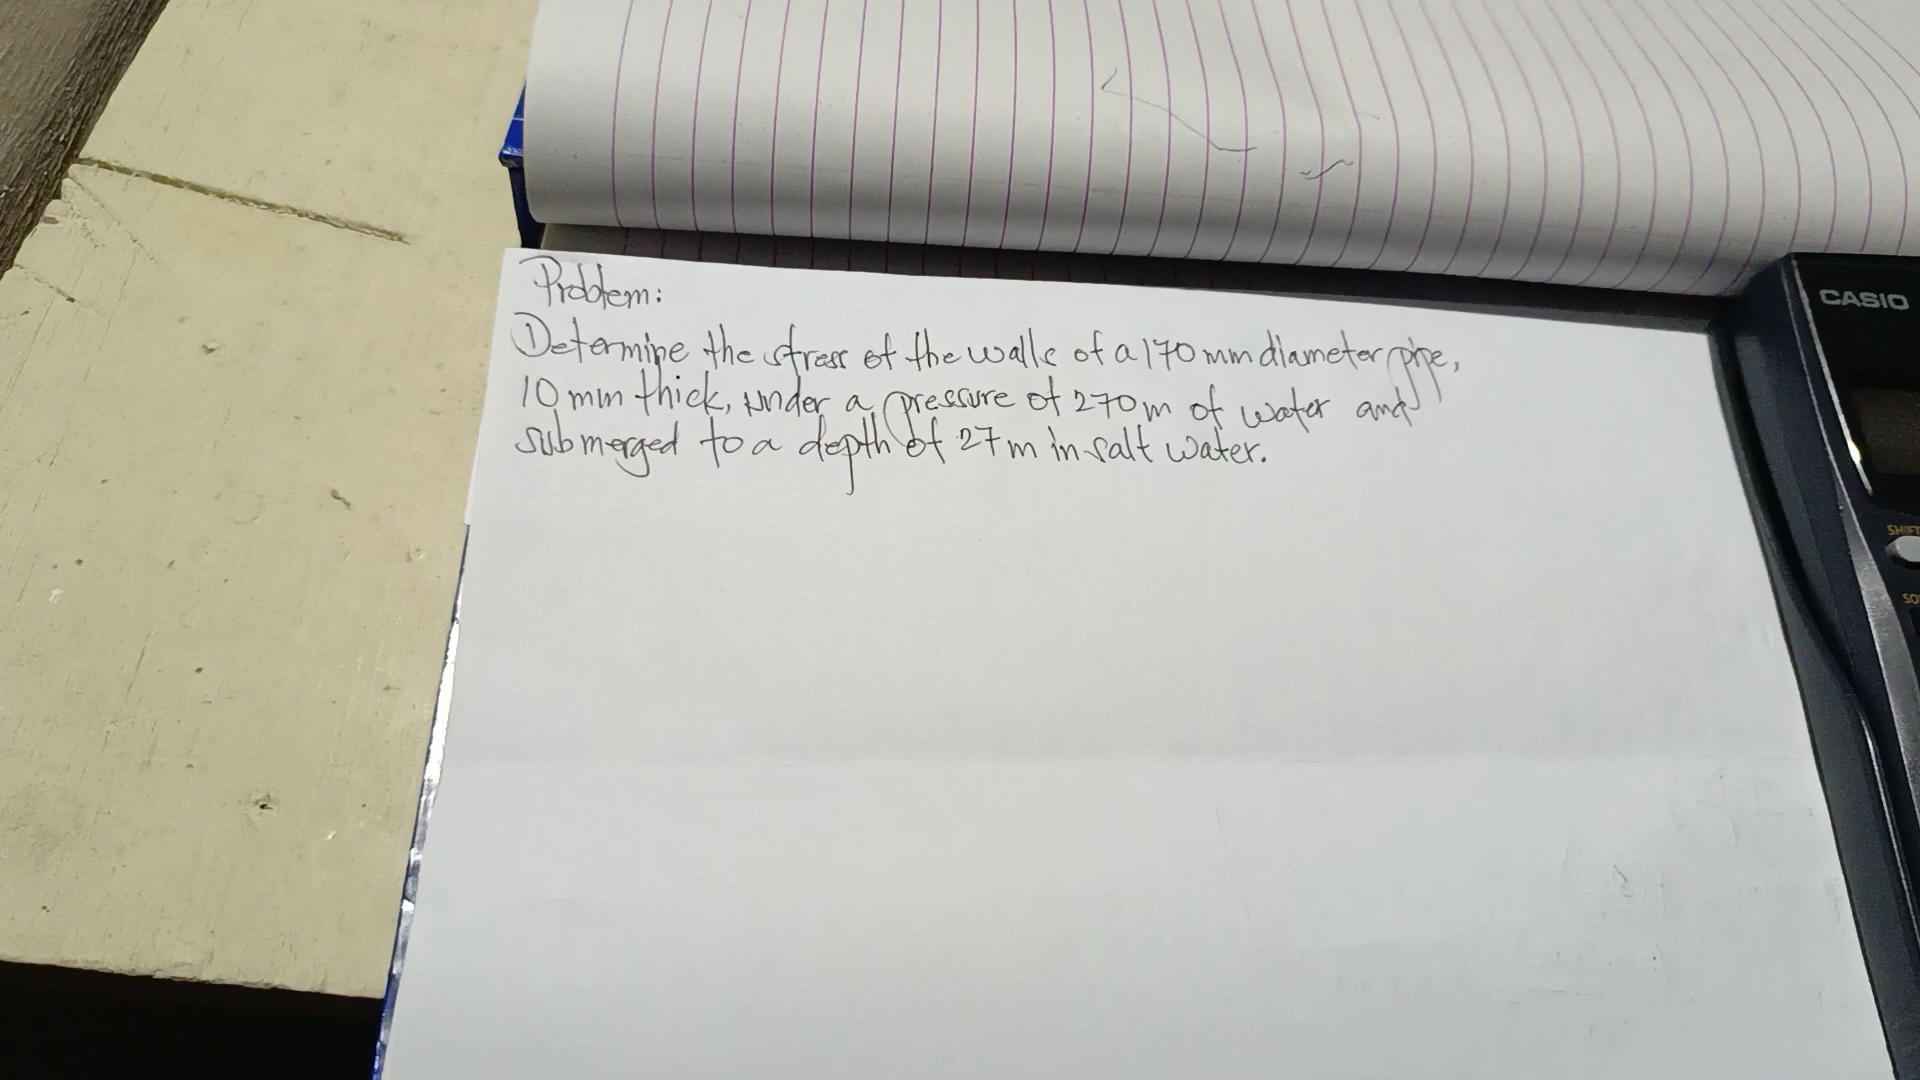 Problem:
Determine the stress of the walls of a 170 mm diameter pipe,
10 mm thick, under a pressure of 270 m of water and
submerged to a depth of 27 m in salt water.
CASIO
SHIFT